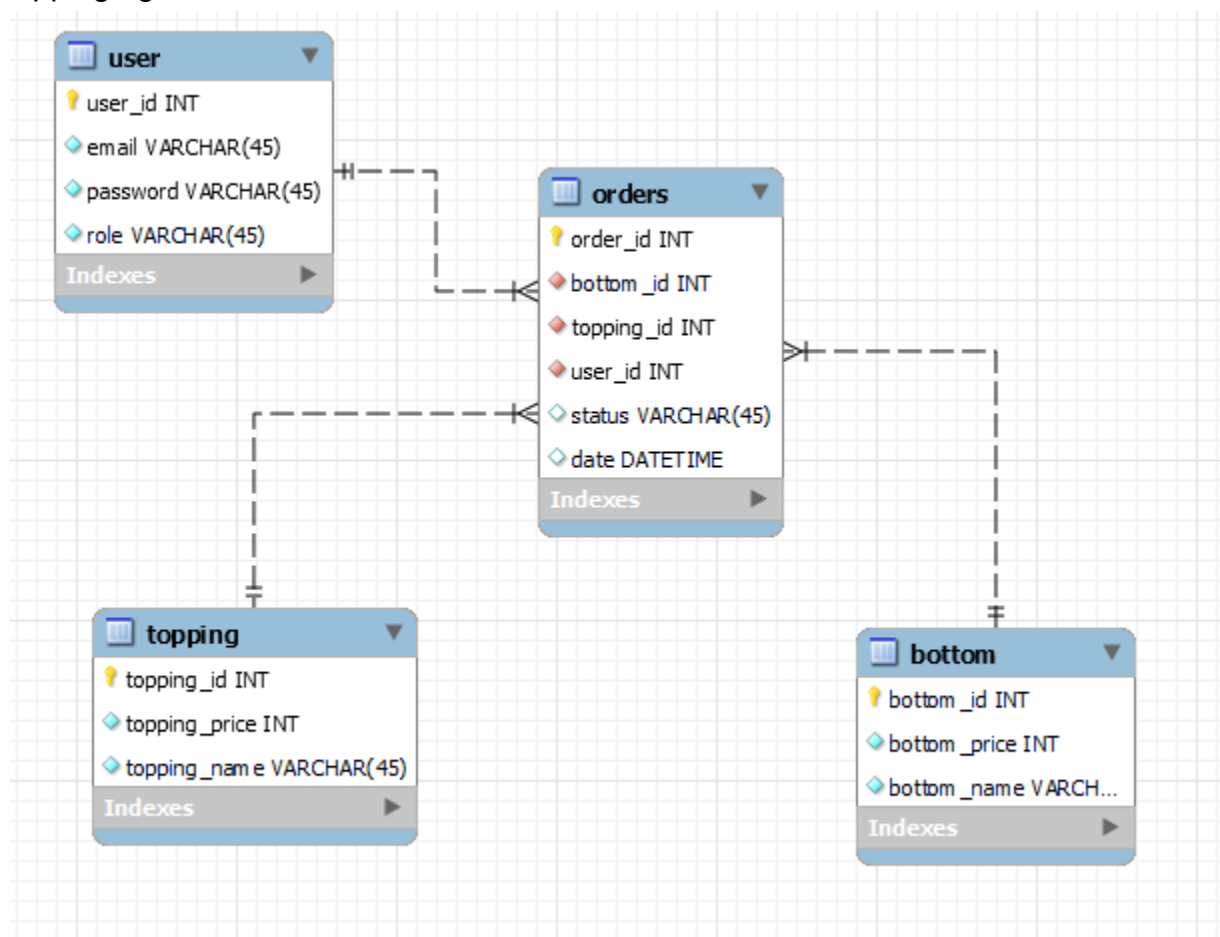 user
user_id INT
email VARCHAR(45)
password VARCHAR(45)
role VARCHAR(45)
Indexes
orders
order_id INT
bottom_id INT
topping_id INT
user_id INT
status VARCHAR(45)
date DATETIME
Indexes
topping
topping_id INT
topping_price INT
topping_name VARCHAR(45)
Indexes
bottom
bottom_id INT
bottom_price INT
bottom_name VARCH...
Indexes